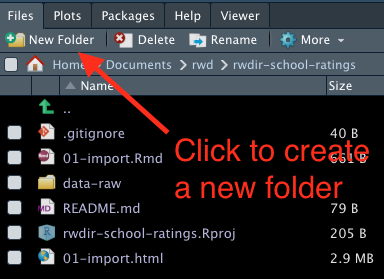 Files Plots Packages Help Viewer
New Folder Delete Rename More
Home Documents rwd rwdir-school-ratings
Name Size
..
.gitignore 40 B
01-import.Rmd 661 B
data-raw
README.md 79 B
rwdir-school-ratings.Rproj 205 B
01-import.html 2.9 MB
Click to create
a new folder